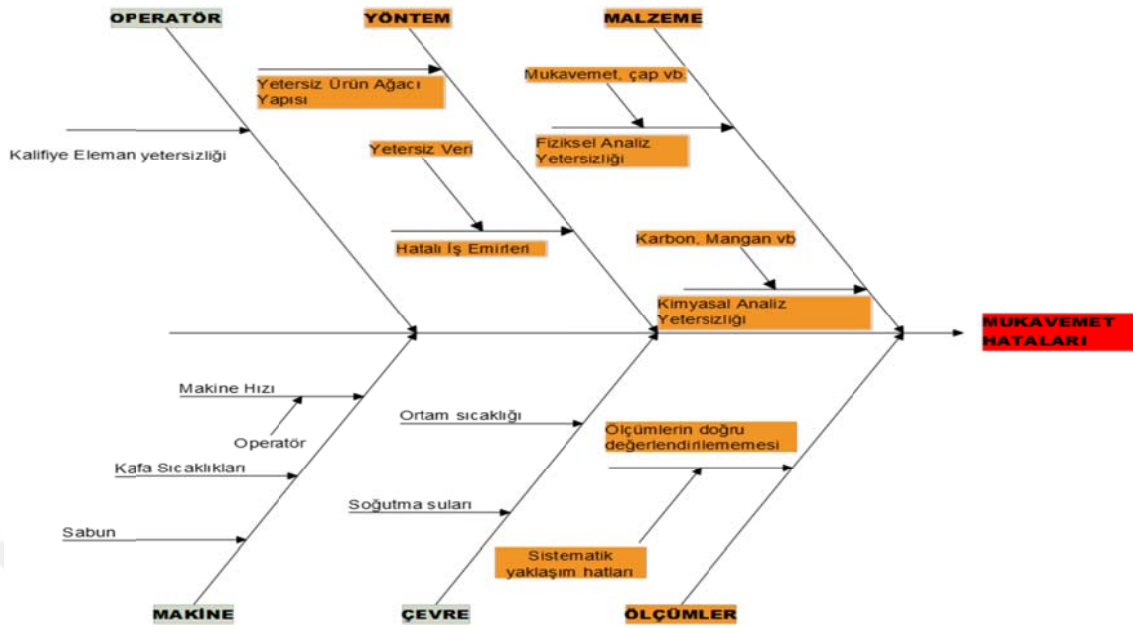 OPERATÖR
YÖNTEM
MALZEME
Yetersiz Ürün Ağacı
Yapısı
Mukavemet, çap vb.
Kalifiye Eleman yetersizliği
Yetersiz Veri
Fiziksel Analiz
Yetersizliği
Hatalı İş Emirleri
Karbon, Mangan vb
Kimyasal Analiz
Yetersizliği
MUKAVEMET
HATALARI
Makine Hızı
Operatör
Kafa Sıcaklıkları
Sabun
Ortam sıcaklığı
Soğutma suları
Ölçümlerin doğru
değerlendirilememesi
Sistematik
yaklaşım hatları
MAKİNE
ÇEVRE
ÖLÇÜMLER